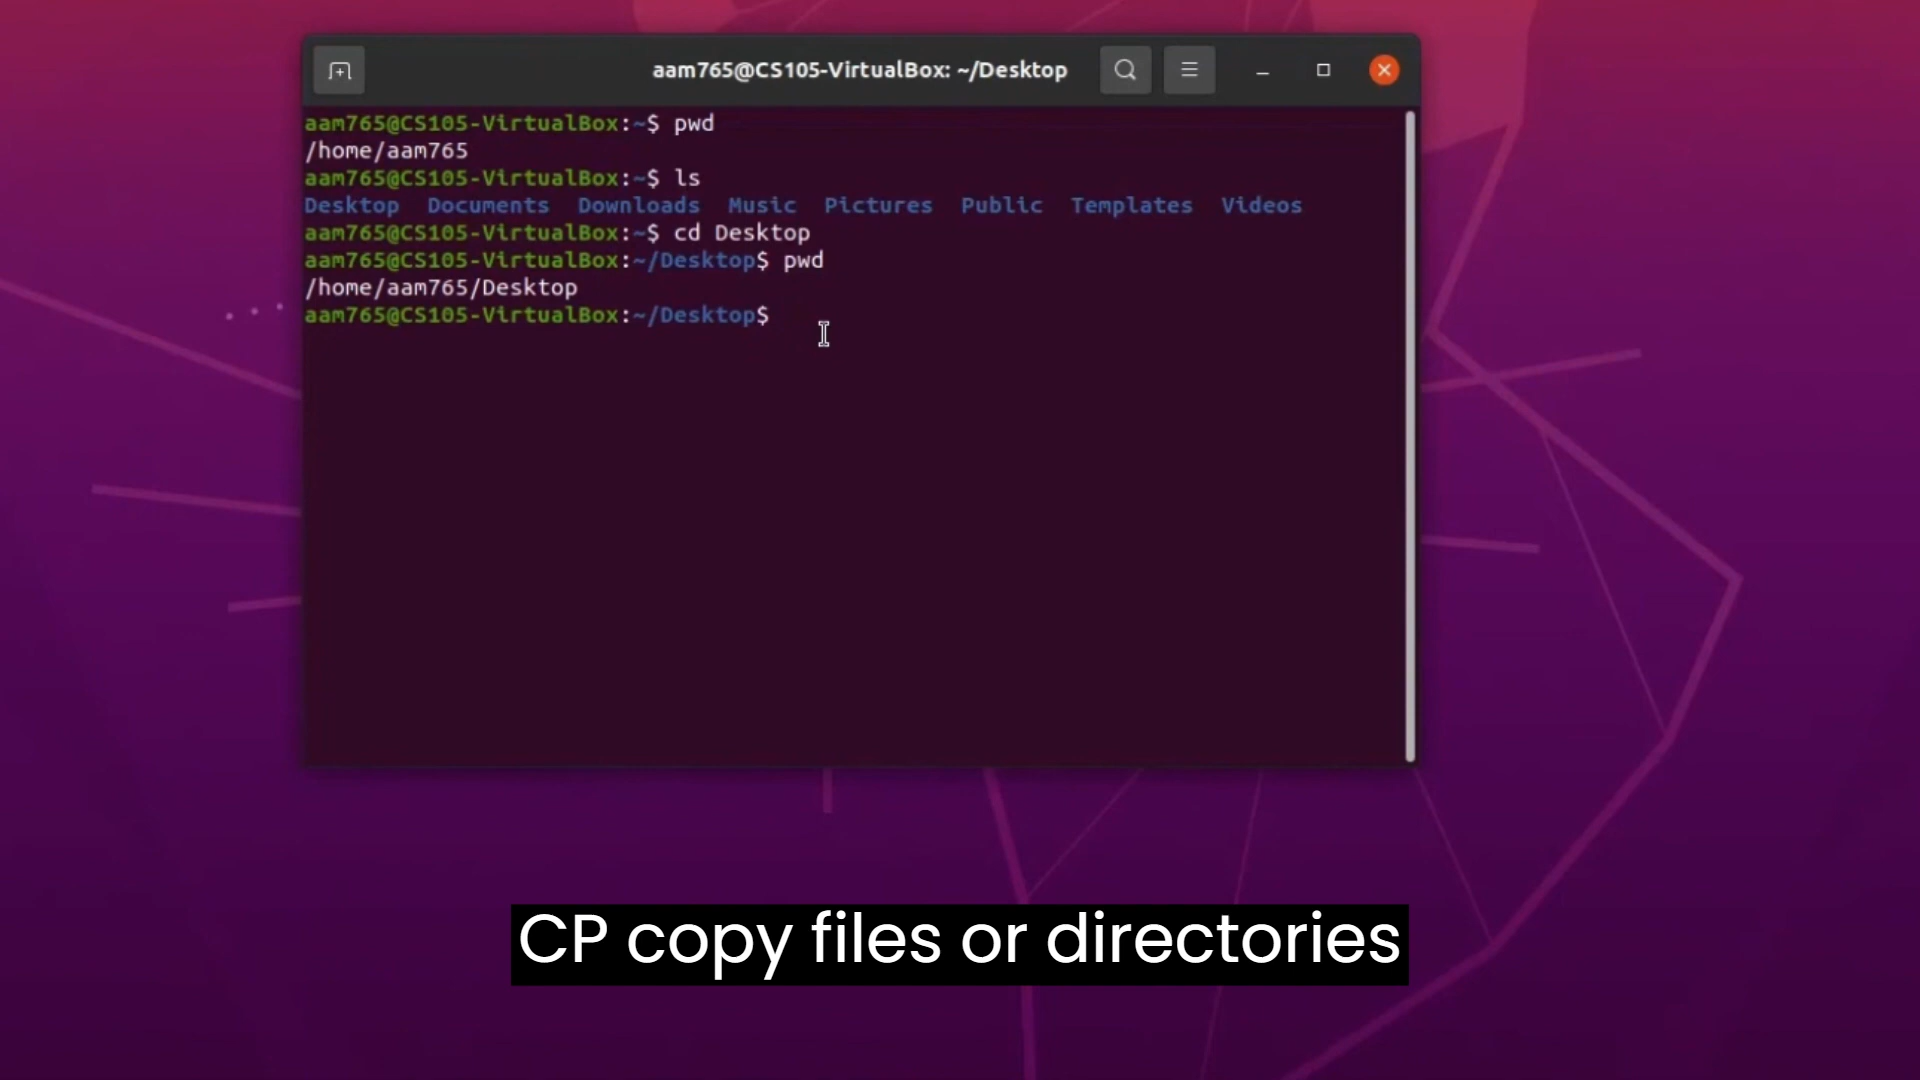 aam765@CS105-VirtualBox: ~/Desktop
aam765@CS105-VirtualBox:~$ pwd
/home/aam765
aam765@CS105-VirtualBox:~$ ls
Desktop Documents Downloads Music Pictures Public Templates Videos
aam765@CS105-VirtualBox:~$ cd Desktop
aam765@CS105-VirtualBox:~/Desktop$ pwd
/home/aam765/Desktop
aam765@CS105-VirtualBox:~/Desktop$
CP copy files or directories